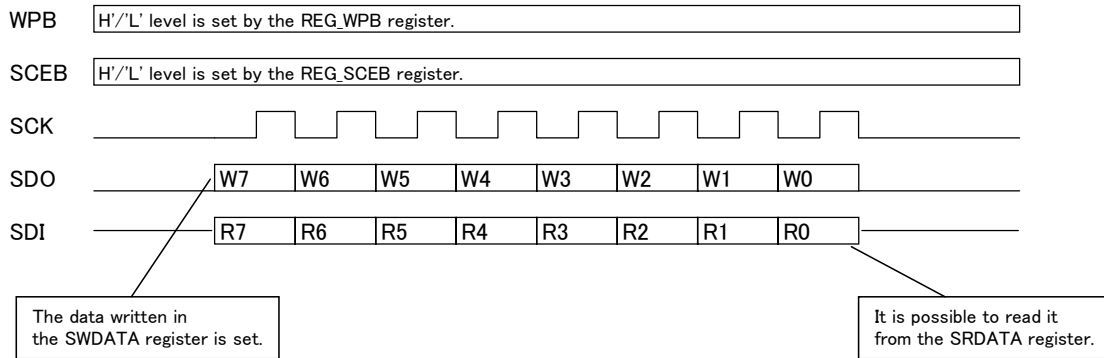 WPB H'/'L' level is set by the REG_WPB register.
SCEB H'/'L' level is set by the REG_SCEB register.
SCK
SDO W7 W6 W5 W4 W3 W2 W1 W0
SDI R7 R6 R5 R4 R3 R2 R1 R0
The data written in
the SWDATA register is set.
It is possible to read it
from the SRDATA register.